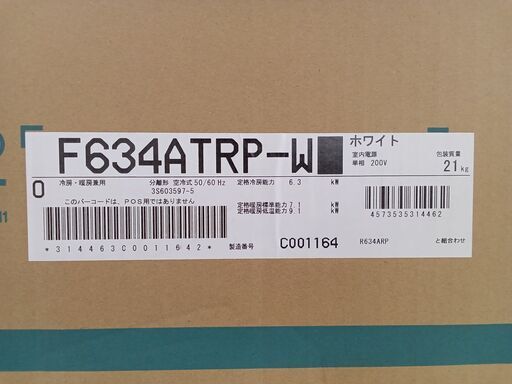 F634ATRP-W
ホワイト
室内電源
単相 200V
包装質量
21kg
0
冷房・暖房兼用
分離形 空冷式 50/60 Hz
3S603597-5
定格冷房能力 6.3 kW
このバーコードは、POS用ではありません
定格暖房標準能力 7.1 kW
定格暖房低温能力 9.1 kW
4573535314462
*314463C0011642*
製造番号 C001164
R634ARP と組合わせ